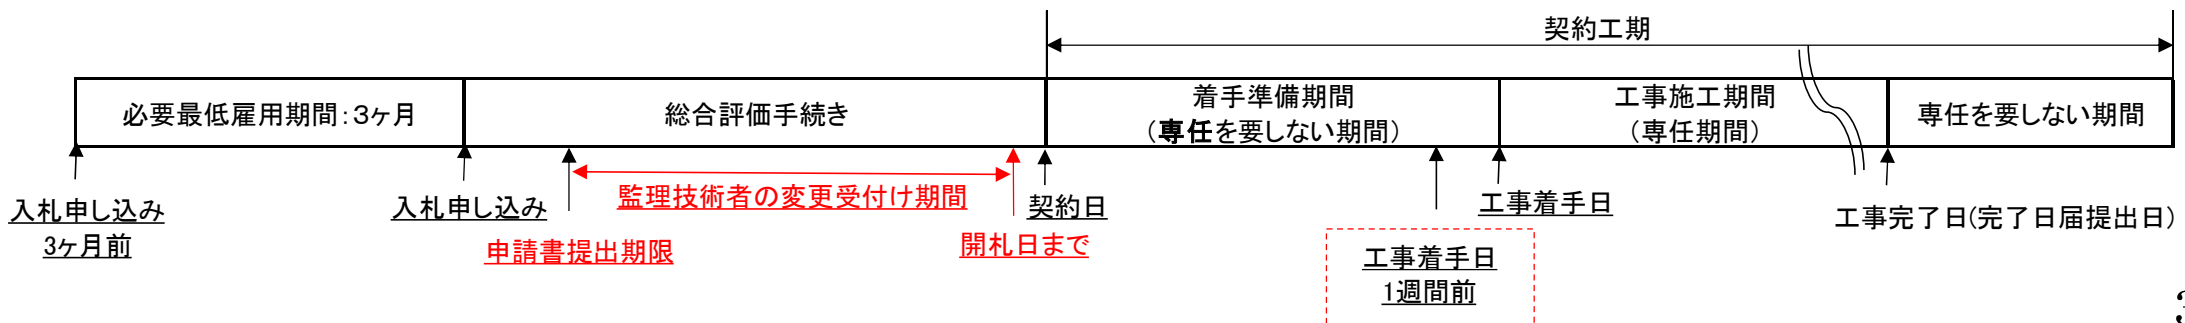 契約工期
必要最低雇用期間：３ヶ月
総合評価手続き
着手準備期間
（専任を要しない期間）
工事施工期間
（専任期間）
専任を要しない期間
入札申し込み
3ヶ月前
入札申し込み
申請書提出期限
監理技術者の変更受付け期間
開札日まで
契約日
工事着手日
1週間前
工事着手日
工事完了日(完了日届提出日)